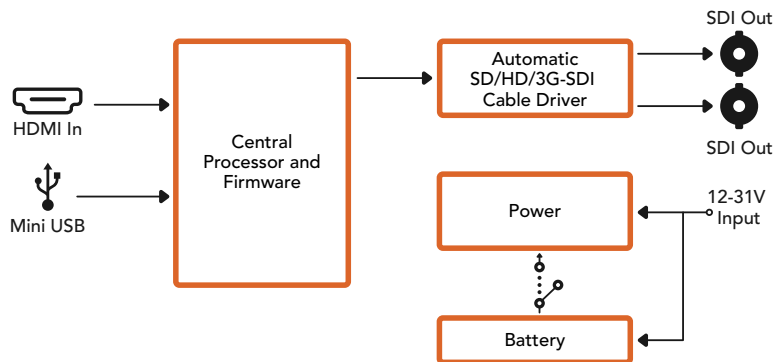 SDI Out
Automatic
SD/HD/3G-SDI
Cable Driver
HDMI In
Central
Processor and
Firmware
SDI Out
Mini USB
Power
12-31V
Input
Battery